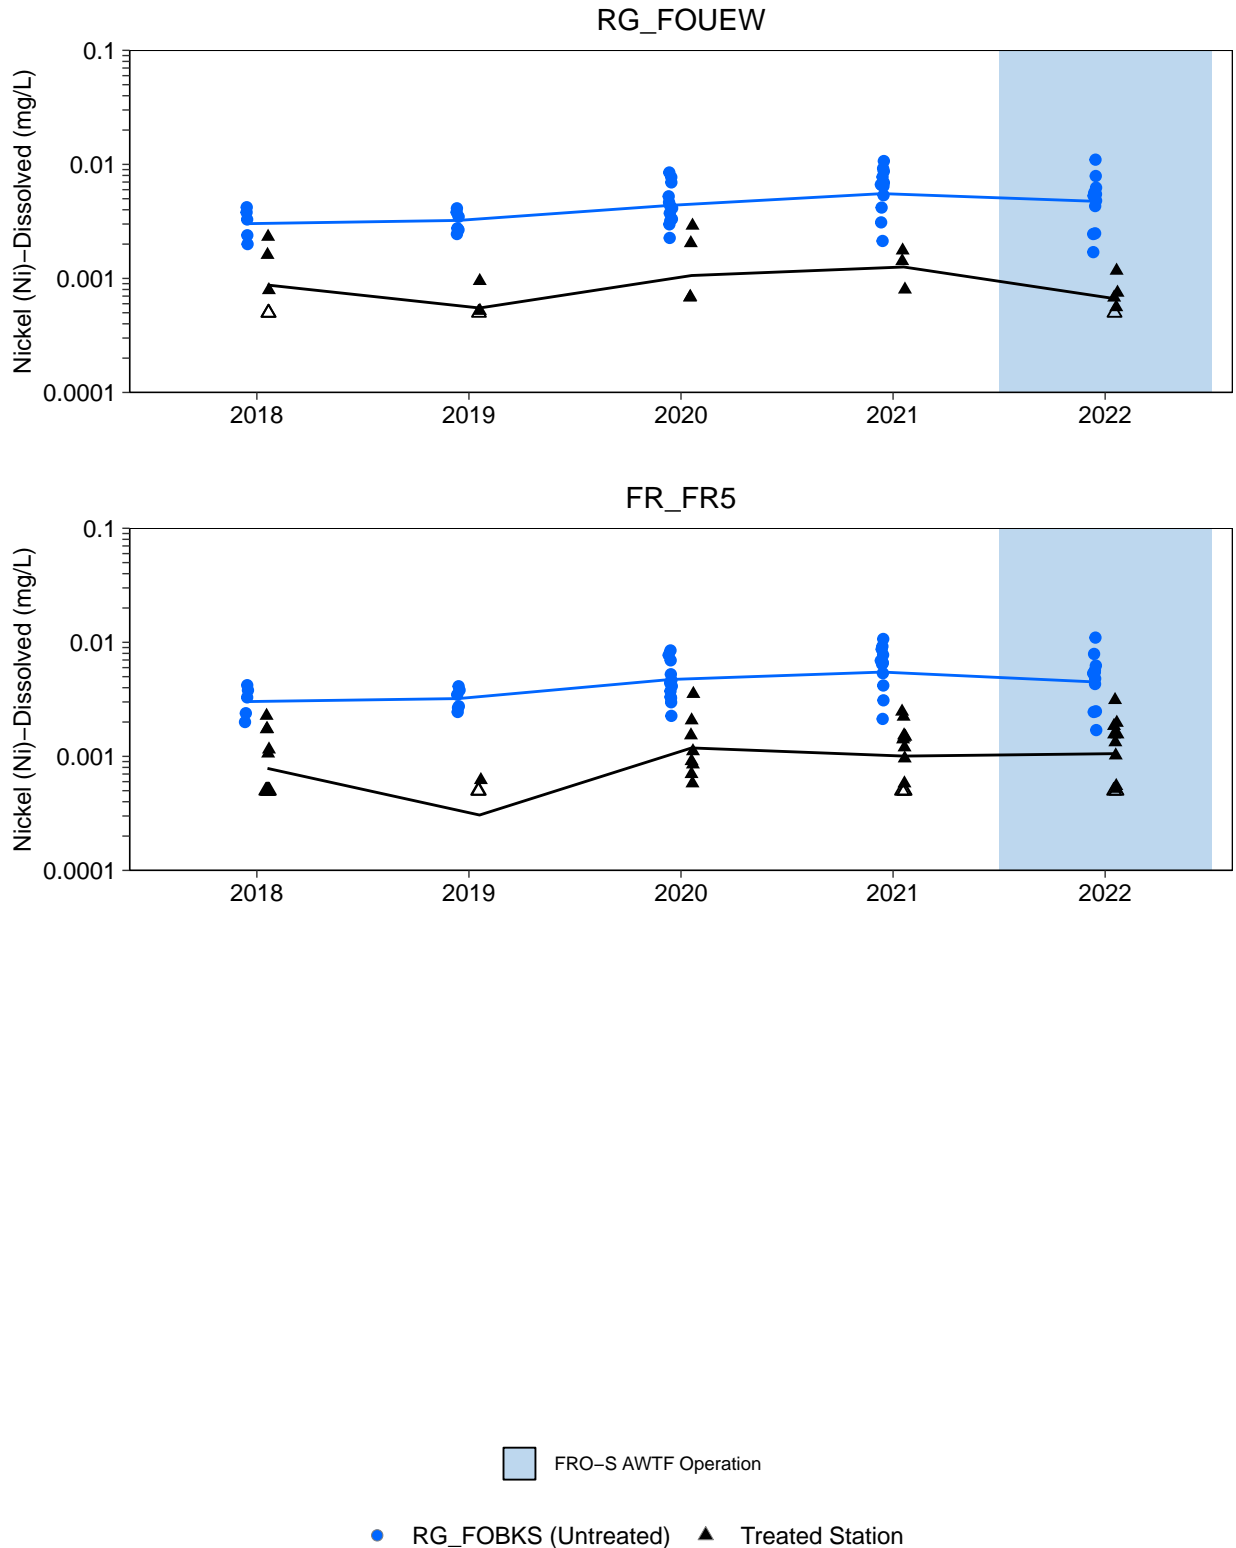 RG_FOUEW
Nickel (Ni)−Dissolved (mg/L)
0.1
0.01
0.001
0.0001
2018 2019 2020 2021 2022
FR_FR5
Nickel (Ni)−Dissolved (mg/L)
0.1
0.01
0.001
0.0001
2018 2019 2020 2021 2022
FRO−S AWTF Operation
RG_FOBKS (Untreated) Treated Station